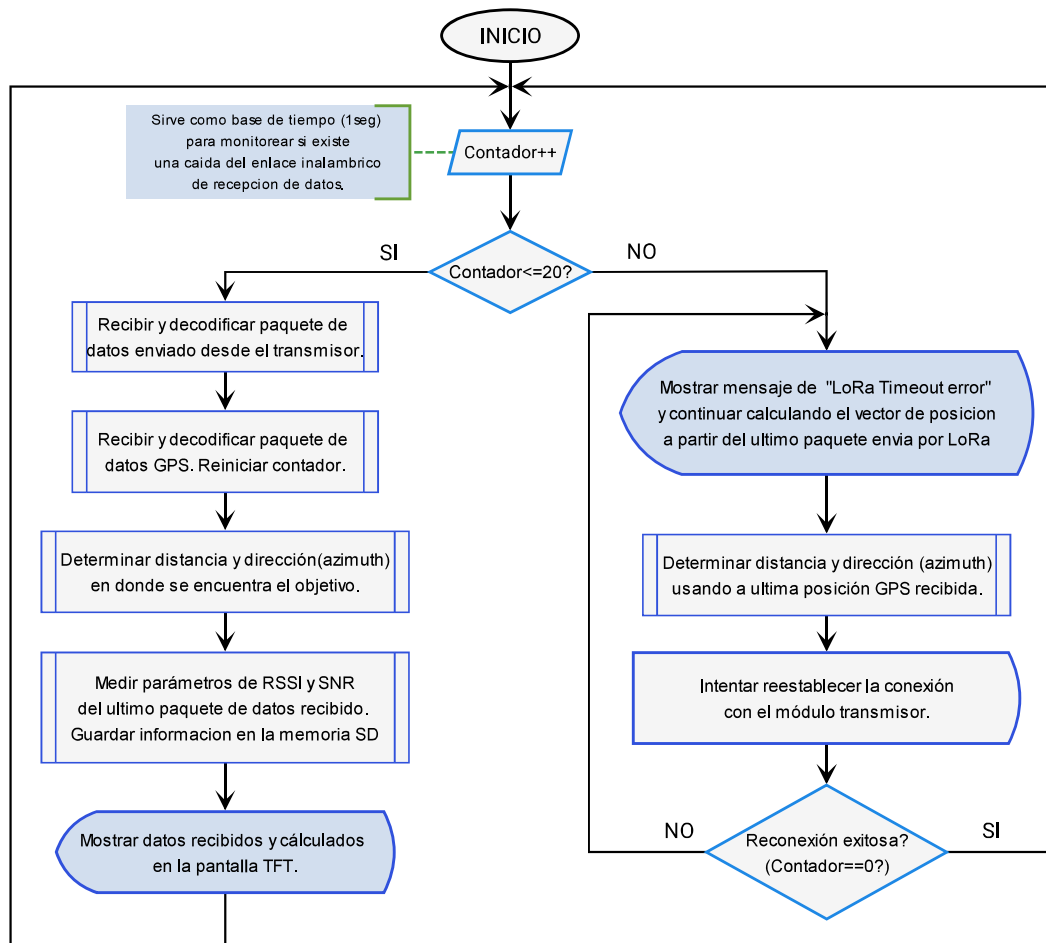 INICIO
Sirve como base de tiempo (1seg)
para monitorear si existe
una caida del enlace inalambrico
de recepcion de datos.
Contador++
SI
Contador<=20?
NO
Recibir y decodificar paquete de
datos enviado desde el transmisor.
Recibir y decodificar paquete de
datos GPS. Reiniciar contador.
Determinar distancia y dirección(azimuth)
en donde se encuentra el objetivo.
Medir parámetros de RSSI y SNR
del ultimo paquete de datos recibido.
Guardar informacion en la memoria SD
Mostrar datos recibidos y cálculados
en la pantalla TFT.
Mostrar mensaje de "LoRa Timeout error"
y continuar calculando el vector de posicion
a partir del ultimo paquete envia por LoRa
Determinar distancia y dirección (azimuth)
usando a ultima posición GPS recibida.
Intentar reestablecer la conexión
con el módulo transmisor.
NO
Reconexión exitosa?
(Contador==0?)
SI